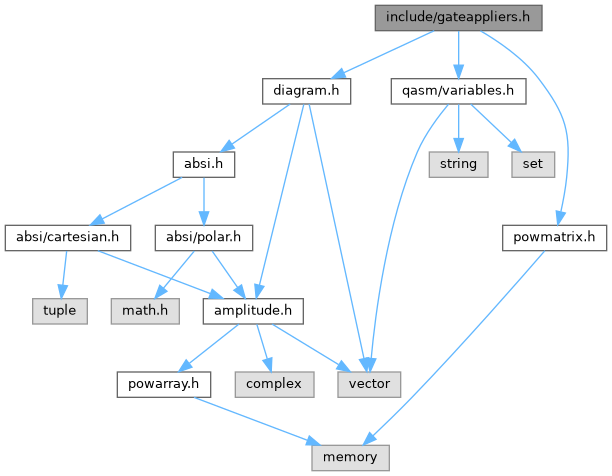 include/gateappliers.h
diagram.h
qasm/variables.h
absi.h
string
set
absi/cartesian.h
absi/polar.h
powmatrix.h
tuple
math.h
amplitude.h
powarray.h
complex
vector
memory